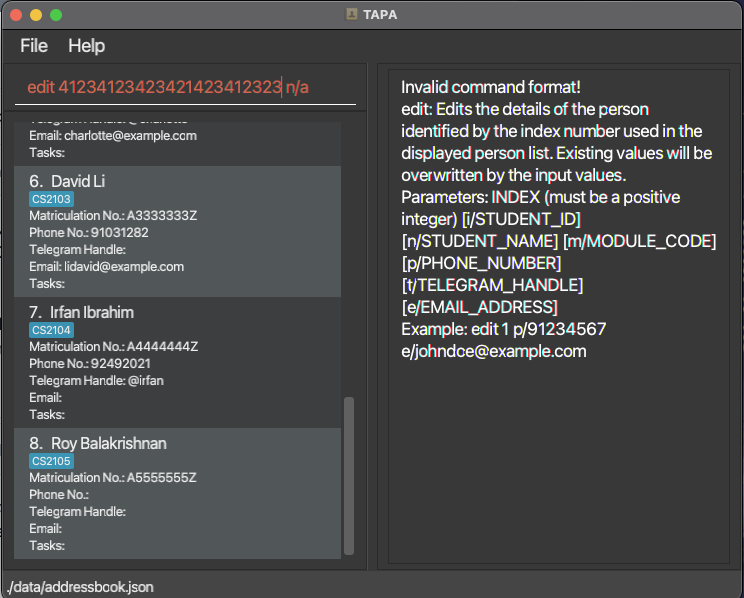 TAPA
File Help
edit 41234123423421423412323 n/a
Telegram Handle: @charlotte
Email: charlotte@example.com
Tasks:
6. David Li
CS2103
Matriculation No.: A3333333Z
Phone No.: 91031282
Telegram Handle:
Email: lidavid@example.com
Tasks:
7. Irfan Ibrahim
CS2104
Matriculation No.: A4444444Z
Phone No.: 92492021
Telegram Handle: @irfan
Email:
Tasks:
8. Roy Balakrishnan
CS2105
Matriculation No.: A5555555Z
Phone No.:
Telegram Handle:
Email:
Tasks:
Invalid command format!
edit: Edits the details of the person
identified by the index number used in the
displayed person list. Existing values will be
overwritten by the input values.
Parameters: INDEX (must be a positive
integer) [i/STUDENT_ID]
[n/STUDENT_NAME] [m/MODULE_CODE]
[p/PHONE_NUMBER]
[t/TELEGRAM_HANDLE]
[e/EMAIL_ADDRESS]
Example: edit 1 p/91234567
e/johndoe@example.com
./data/addressbook.json